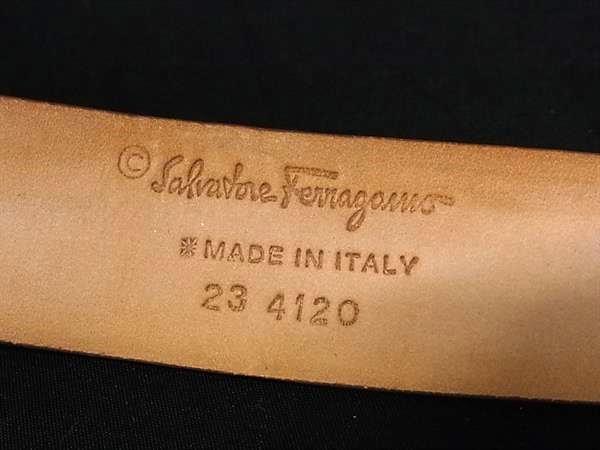 © Salvatore Ferragamo
✳ MADE IN ITALY
23 4120